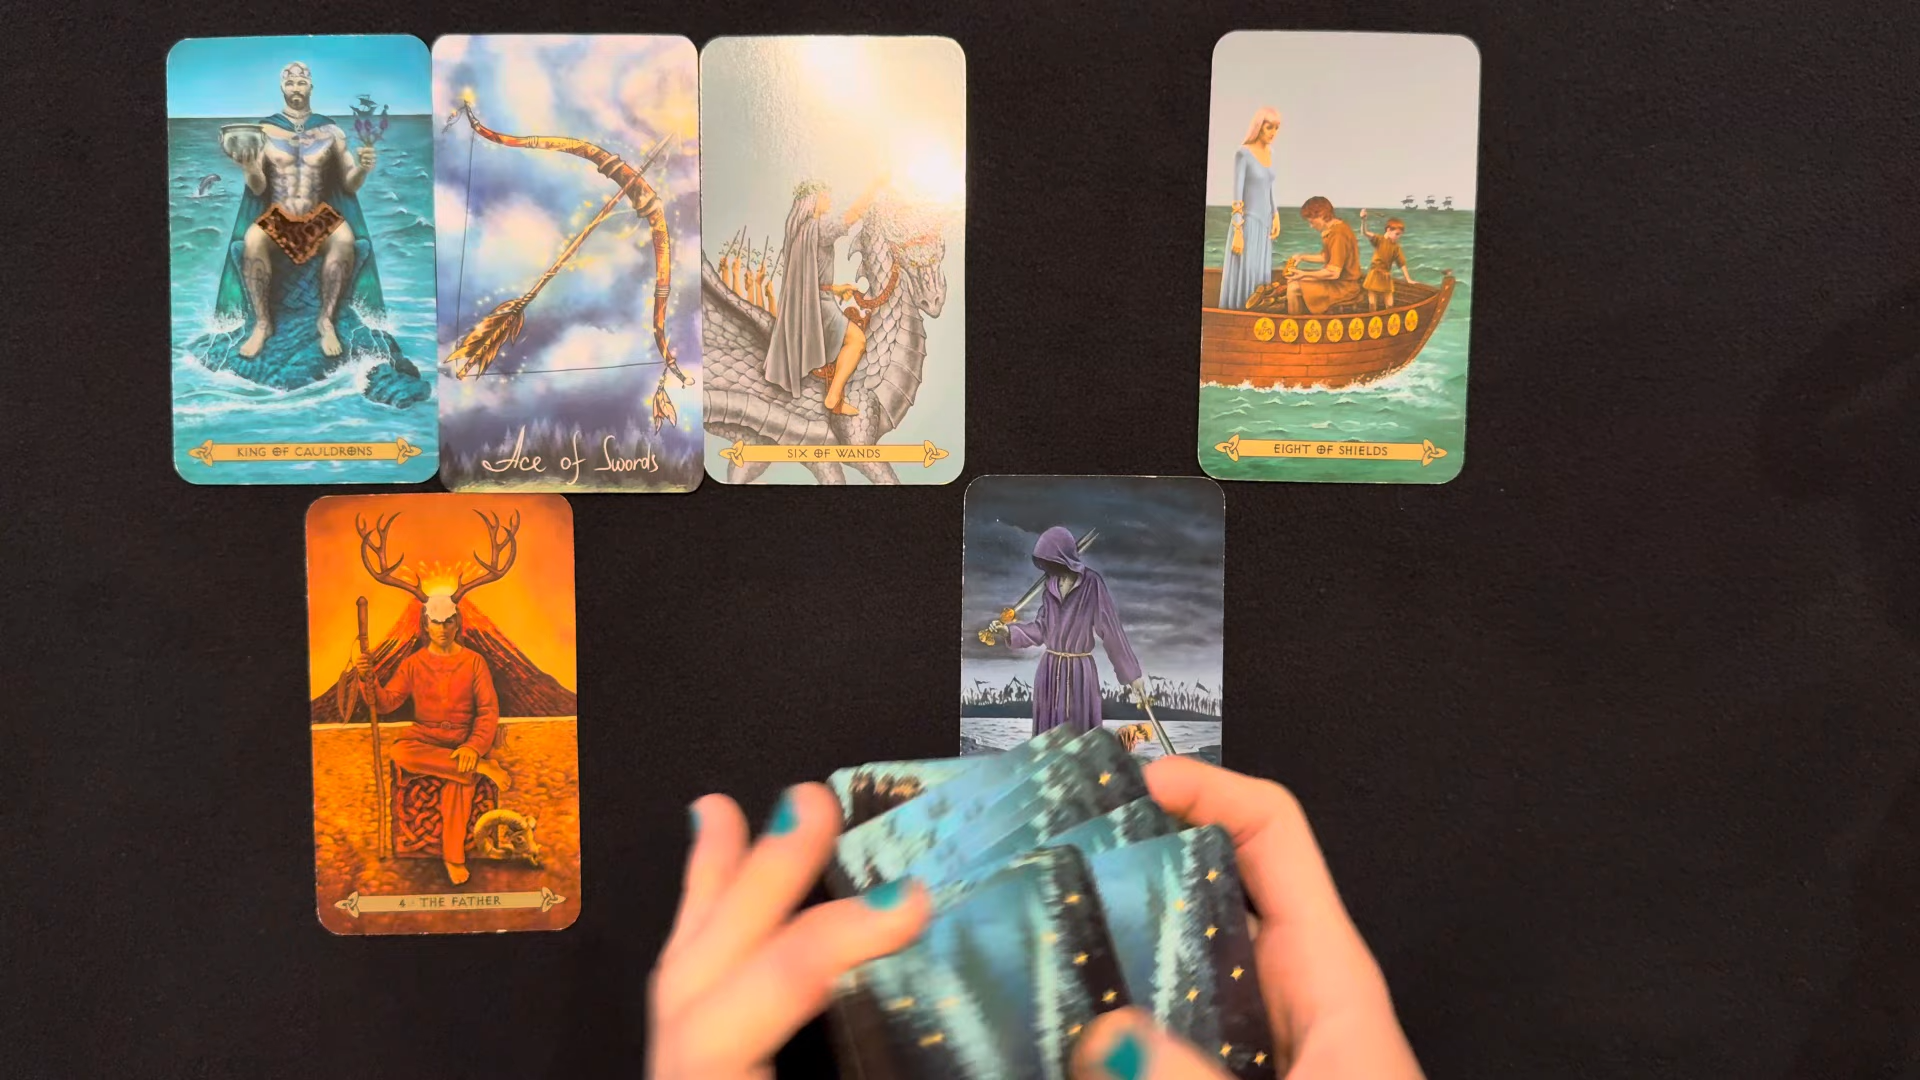 KING OF CAULDRONS
Ace of Swords
SIX OF WANDS
EIGHT OF SHIELDS
4: THE FATHER